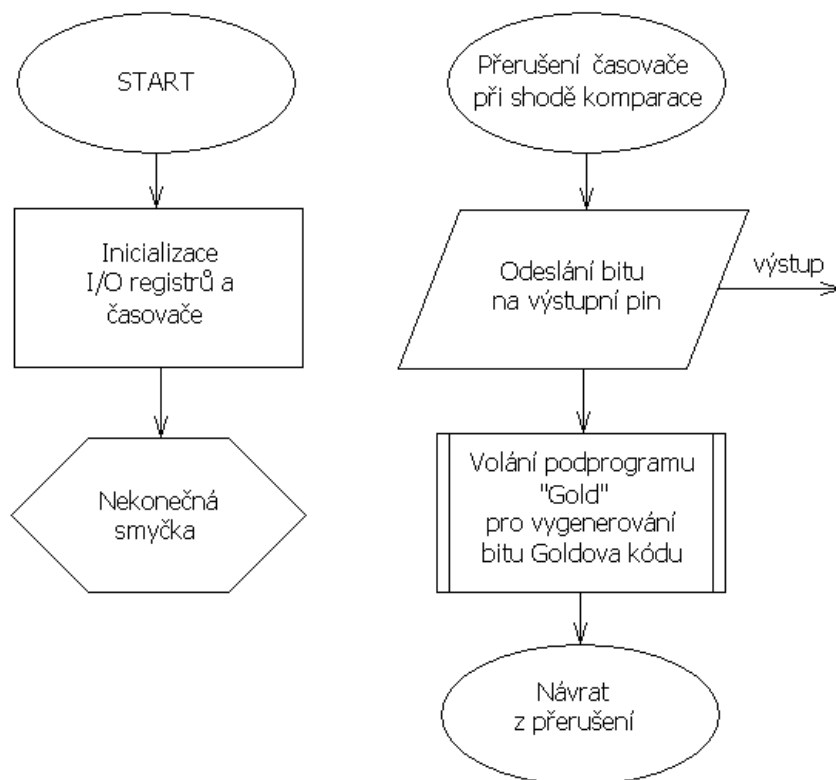 START
Inicializace
I/O registrů a
časovače
Nekonečná
smyčka
Přerušení časovače
při shodě komparace
Odeslání bitu
na výstupní pin
výstup
Volání podprogramu
"Gold"
pro vygenerování
bitu Goldova kódu
Návrat
z přerušení